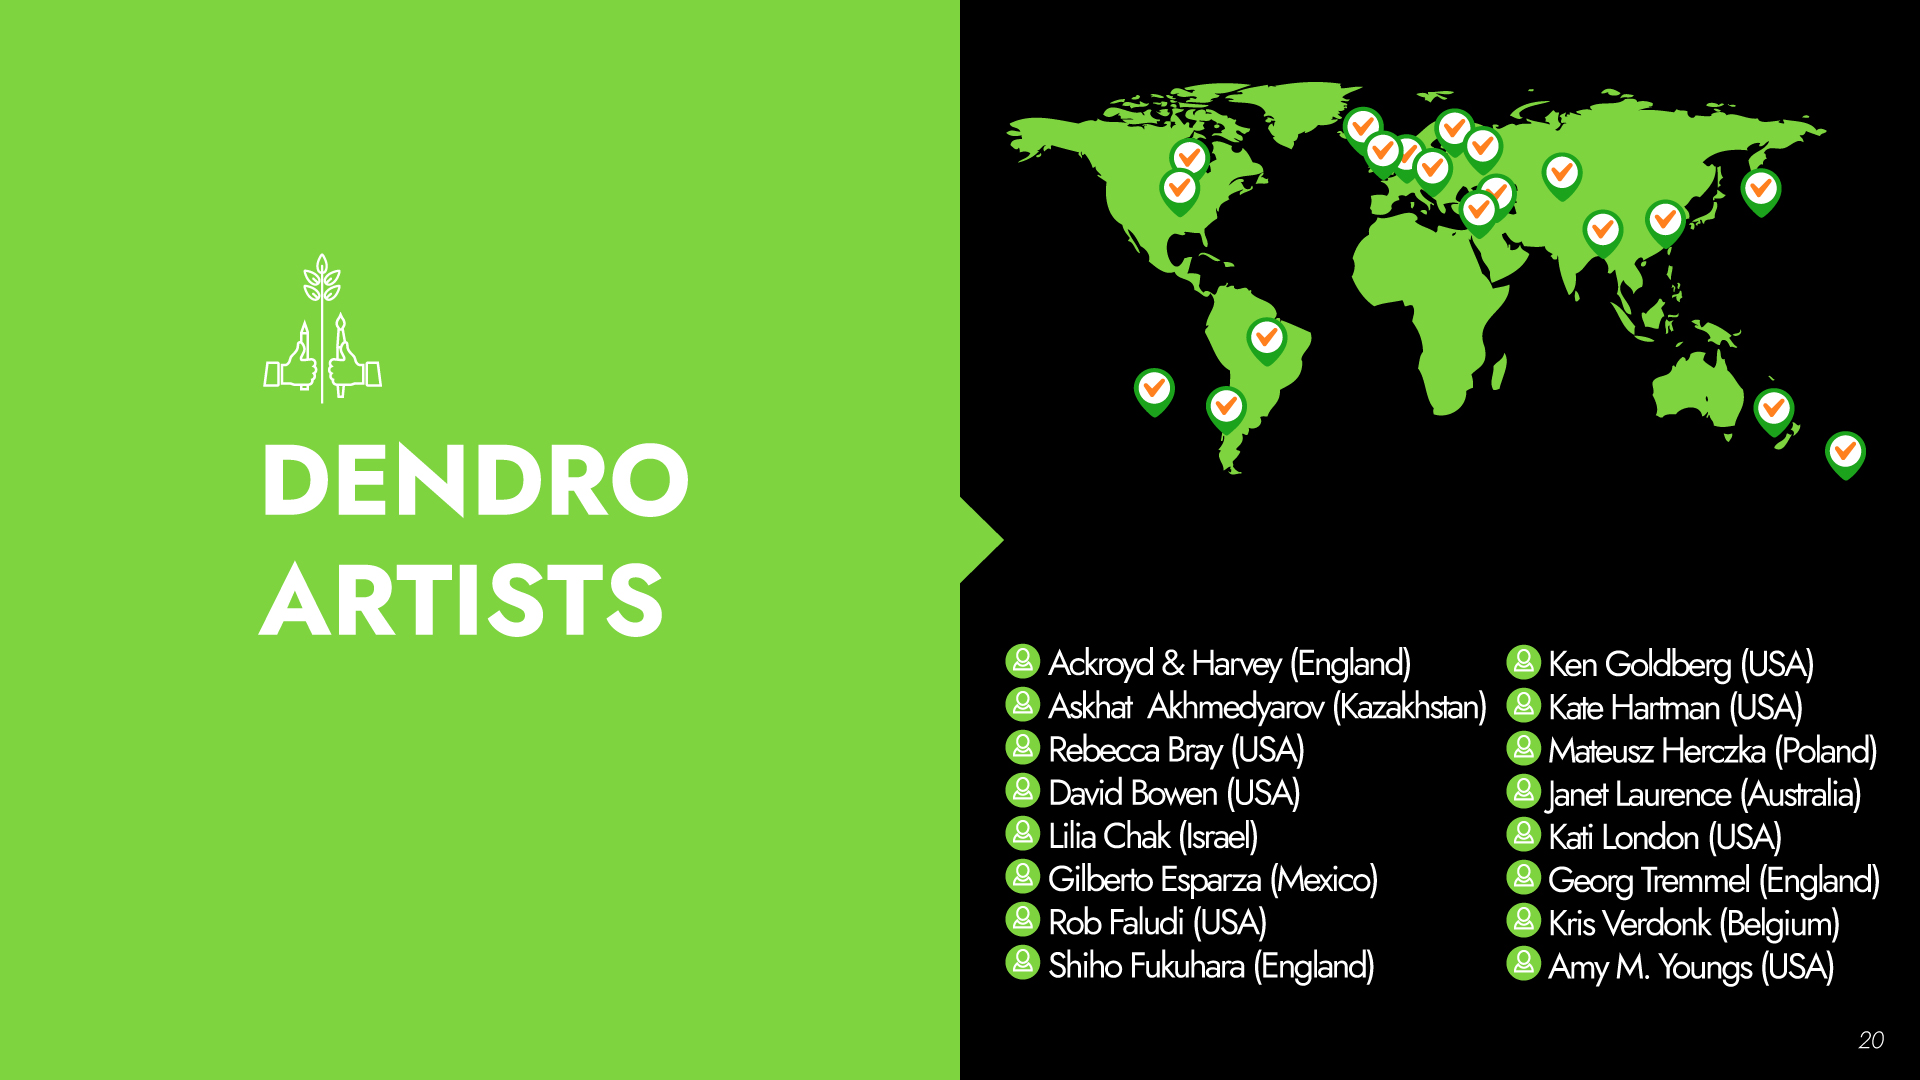 DENDRO
ARTISTS
Ackroyd & Harvey (England)
Askhat Akhmedyarov (Kazakhstan)
Rebecca Bray (USA)
David Bowen (USA)
Lilia Chak (Israel)
Gilberto Esparza (Mexico)
Rob Faludi (USA)
Shiho Fukuhara (England)
Ken Goldberg (USA)
Kate Hartman (USA)
Mateusz Herczka (Poland)
Janet Laurence (Australia)
Kati London (USA)
Georg Tremmel (England)
Kris Verdonk (Belgium)
Amy M. Youngs (USA)
20